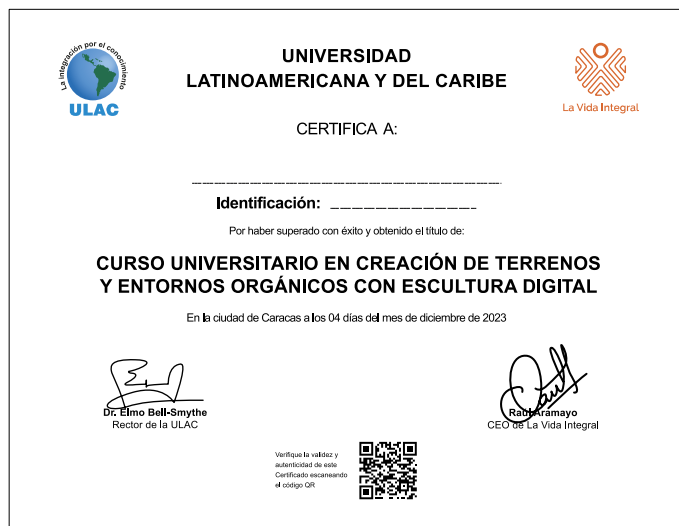 La integración por el conocimiento
ULAC
UNIVERSIDAD
LATINOAMERICANA Y DEL CARIBE
La Vida Integral
CERTIFICA A:
Identificación:
Por haber superado con éxito y obtenido el título de:
CURSO UNIVERSITARIO EN CREACIÓN DE TERRENOS
Y ENTORNOS ORGÁNICOS CON ESCULTURA DIGITAL
En la ciudad de Caracas a los 04 días del mes de diciembre de 2023
Dr. Elmo Bell-Smythe
Rector de la ULAC
Raúl Aramayo
CEO de La Vida Integral
Verifique la validez y
autenticidad de este
Certificado escaneando
el código QR